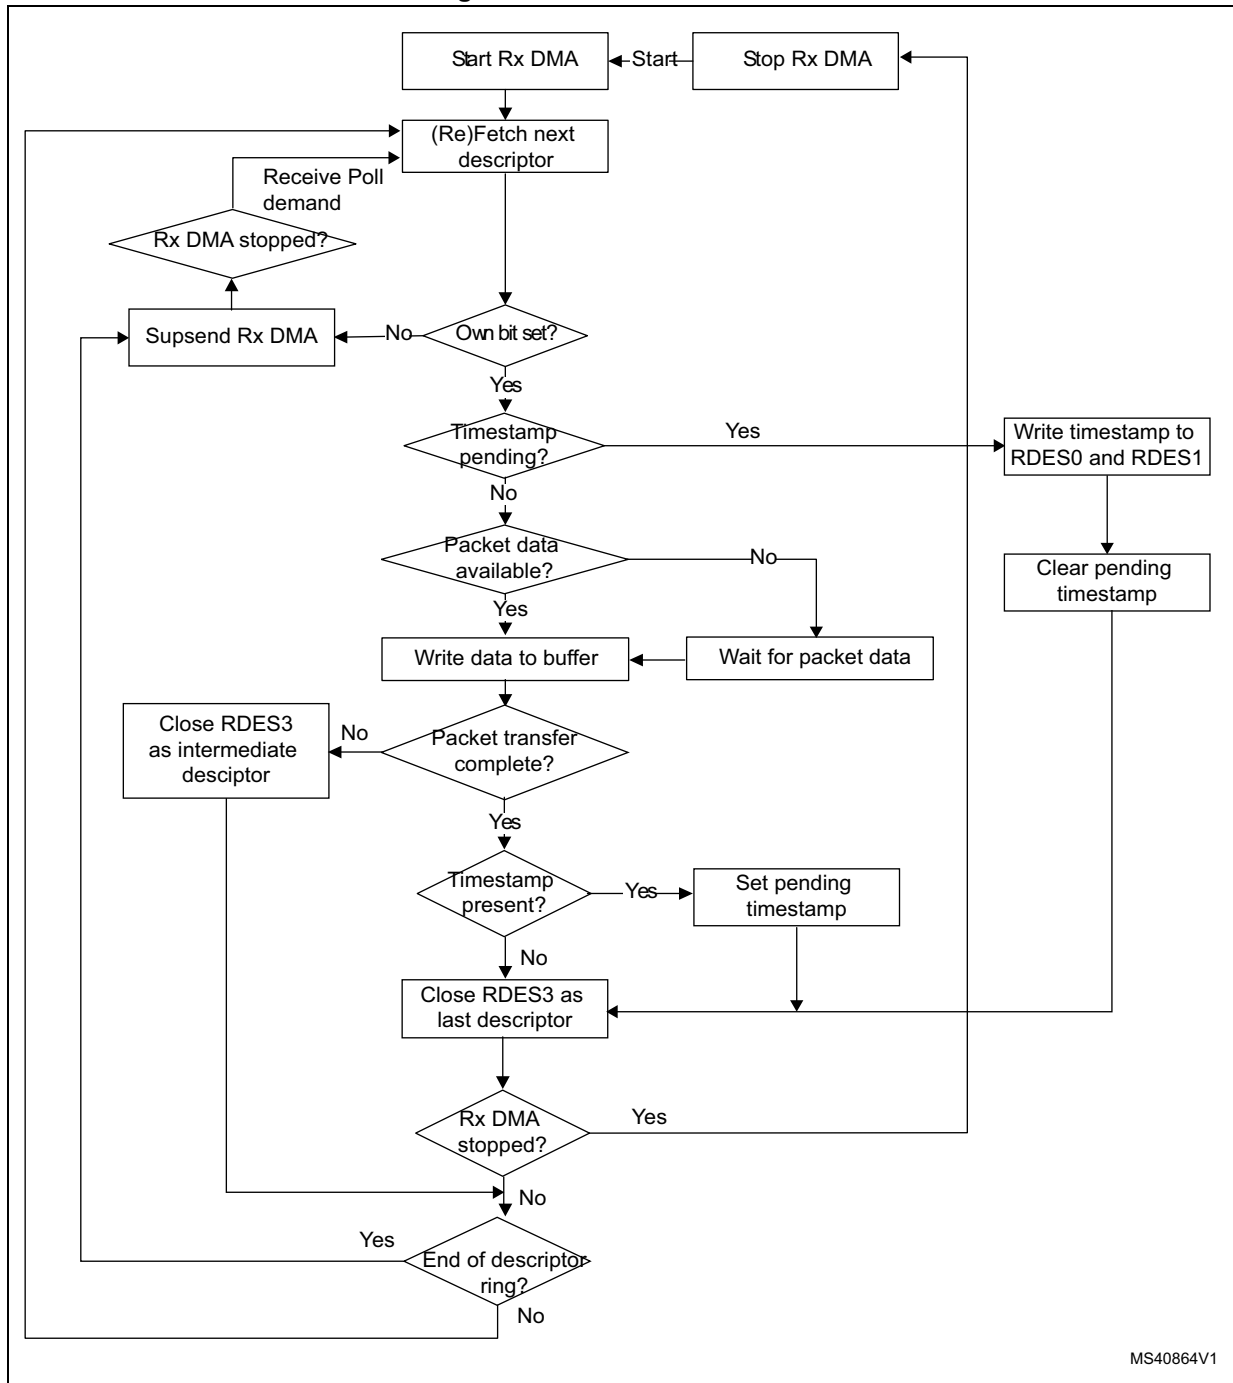 Start Rx DMA
Start
Stop Rx DMA
(Re)Fetch next
descriptor
Receive Poll
demand
Rx DMA stopped?
Supsend Rx DMA
No
Own bit set?
Yes
Timestamp
pending?
Yes
Write timestamp to
RDES0 and RDES1
No
Packet data
available?
No
Clear pending
timestamp
Yes
Write data to buffer
Wait for packet data
Close RDES3
as intermediate
desciptor
No
Packet transfer
complete?
Yes
Timestamp
present?
Yes
Set pending
timestamp
No
Close RDES3 as
last descriptor
Rx DMA
stopped?
Yes
No
Yes
End of descriptor
ring?
No
MS40864V1